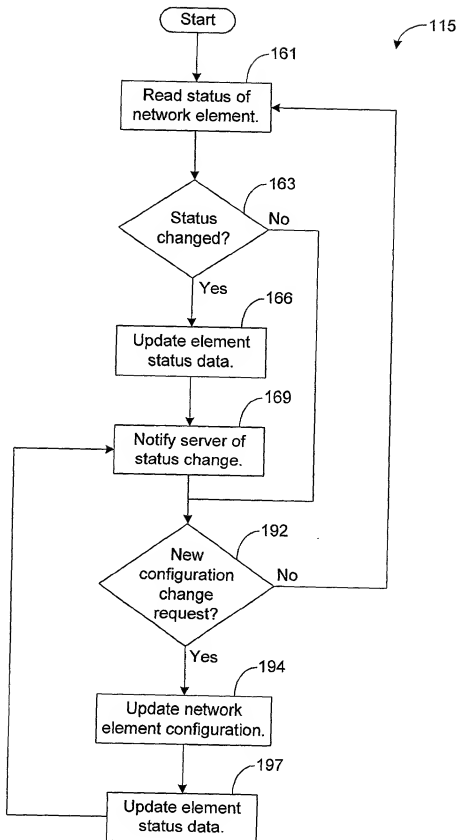 Start
115
161
Read status of
network element.
163
Status
changed?
No
Yes
166
Update element
status data.
169
Notify server of
status change.
192
New
configuration
change
request?
No
Yes
194
Update network
element configuration.
197
Update element
status data.